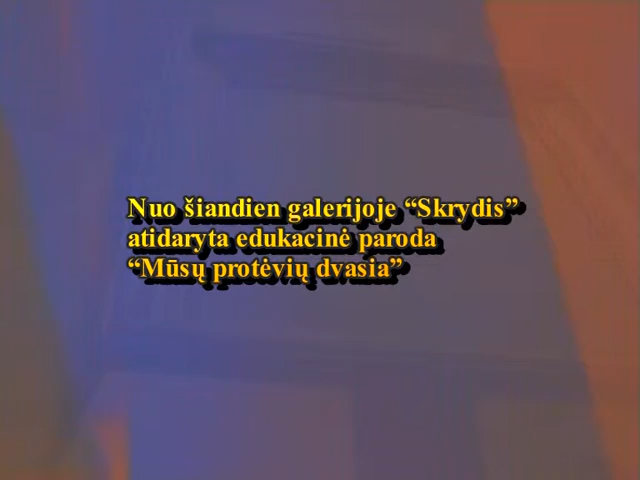 Nuo šiandien galerijoje “Skrydis”
atidaryta edukacinė paroda
“Mūsų protėvių dvasia”